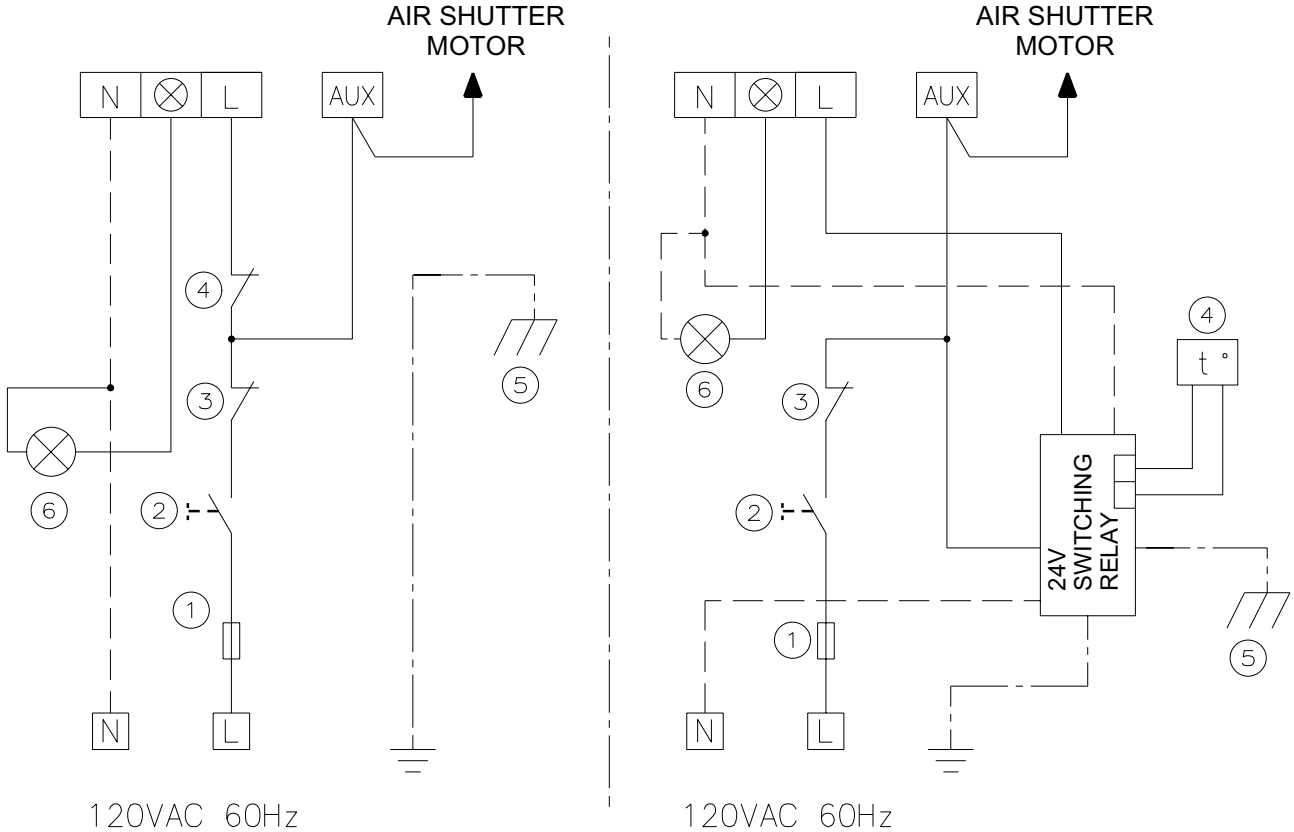 AIR SHUTTER
MOTOR
N
L
AUX
4
3
5
6
2
1
N
L
120VAC 60Hz
AIR SHUTTER
MOTOR
N
L
AUX
4
t °
6
3
2
24V
SWITCHING
RELAY
1
5
N
L
120VAC 60Hz